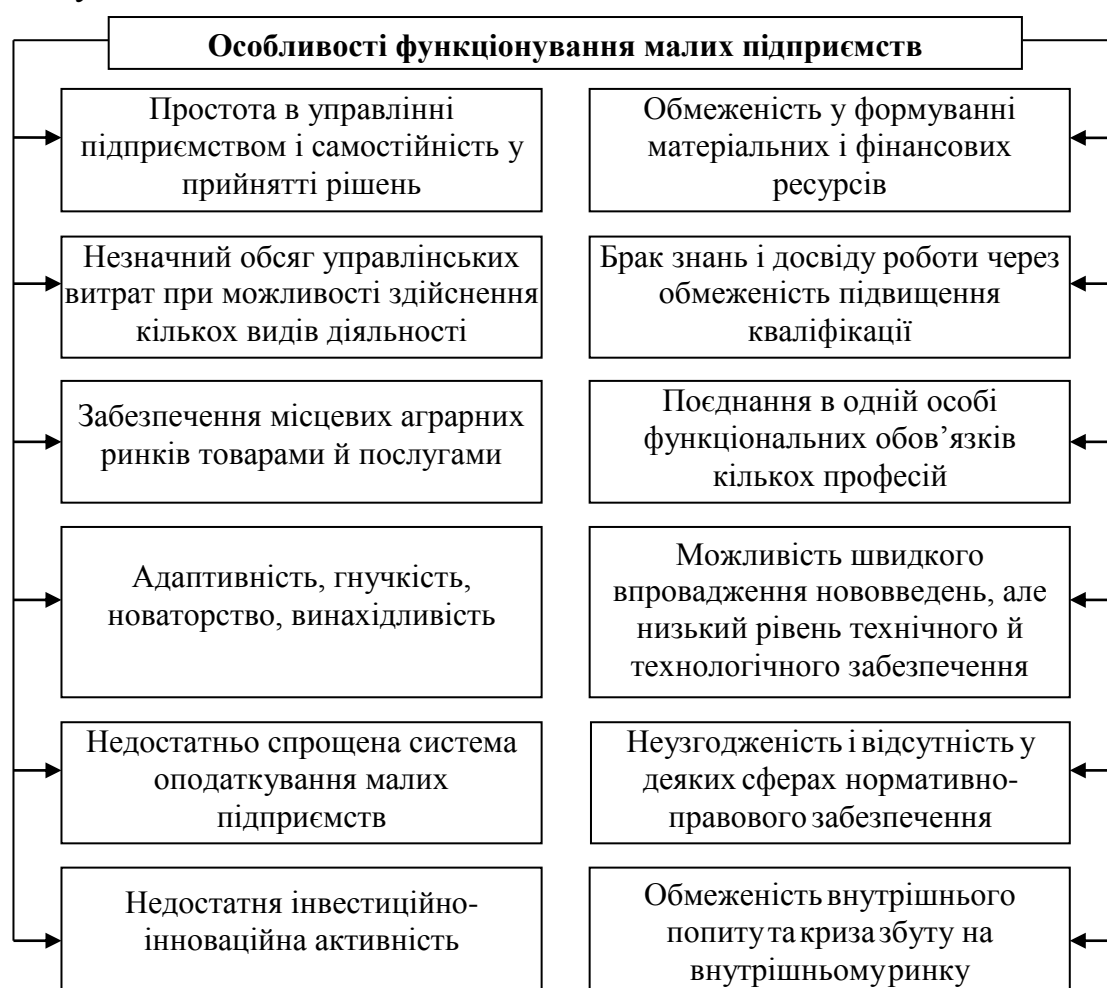 Особливості функціонування малих підприємств
Простота в управлінні
підприємством і самостійність у
прийнятті рішень
Обмеженість у формуванні
матеріальних і фінансових
ресурсів
Незначний обсяг управлінських
витрат при можливості здійснення
кількох видів діяльності
Брак знань і досвіду роботи через
обмеженість підвищення
кваліфікації
Забезпечення місцевих аграрних
ринків товарами й послугами
Поєднання в одній особі
функціональних обов’язків
кількох професій
Адаптивність, гнучкість,
новаторство, винахідливість
Можливість швидкого
впровадження нововведень, але
низький рівень технічного й
технологічного забезпечення
Недостатньо спрощена система
оподаткування малих
підприємств
Неузгодженість і відсутність у
деяких сферах нормативно-
правового забезпечення
Недостатня інвестиційно-
інноваційна активність
Обмеженість внутрішнього
попиту та криза збуту на
внутрішньому ринку